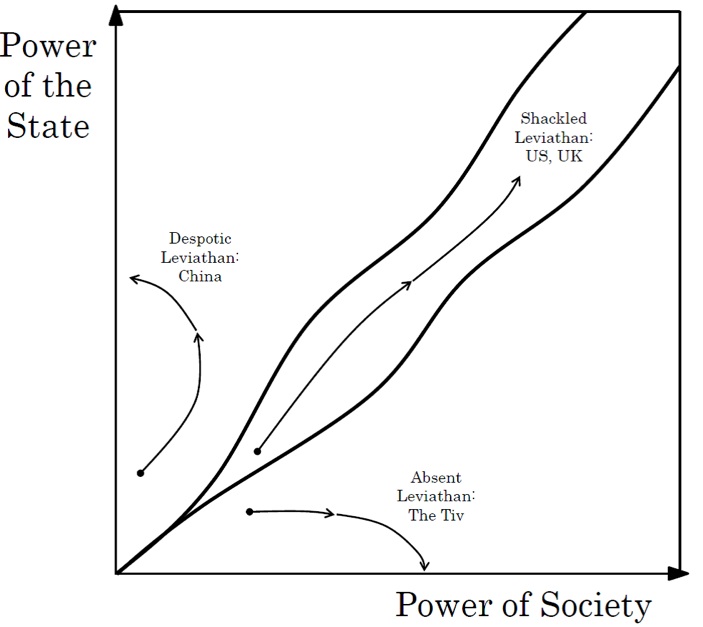 Power
of the
State
Shackled
Leviathan:
US, UK
Despotic
Leviathan:
China
Absent
Leviathan:
The Tiv
Power of Society